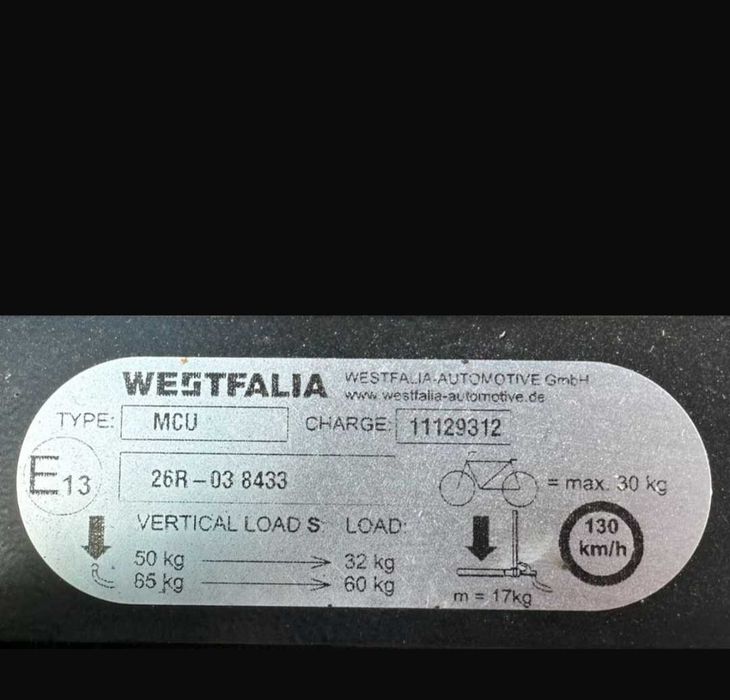 WESTFALIA
WESTFALIA-AUTOMOTIVE GmbH
www.westfalia-automotive.de
TYPE: MCU
CHARGE: 11129312
E13
26R-03 8433
= max. 30 kg
VERTICAL LOAD S LOAD:
50 kg 32 kg
65 kg 60 kg
m = 17kg
130
km/h